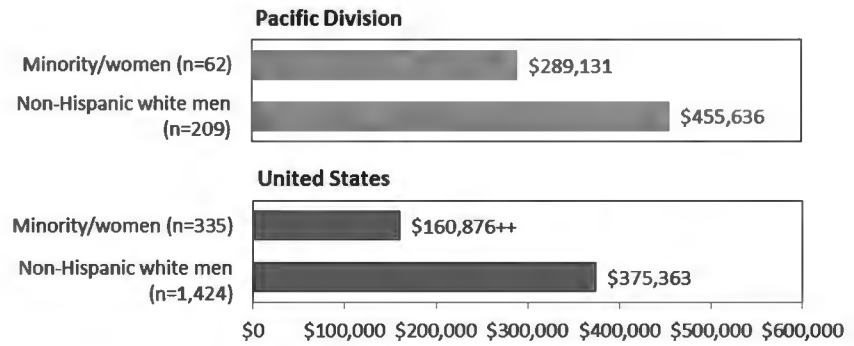 Pacific Division
Minority/women (n=62)
$289,131
Non-Hispanic white men
(n=209)
$455,636
United States
Minority/women (n=335)
$160,876++
Non-Hispanic white men
(n=1,424)
$375,363
$0 $100,000 $200,000 $300,000 $400,000 $500,000 $600,000